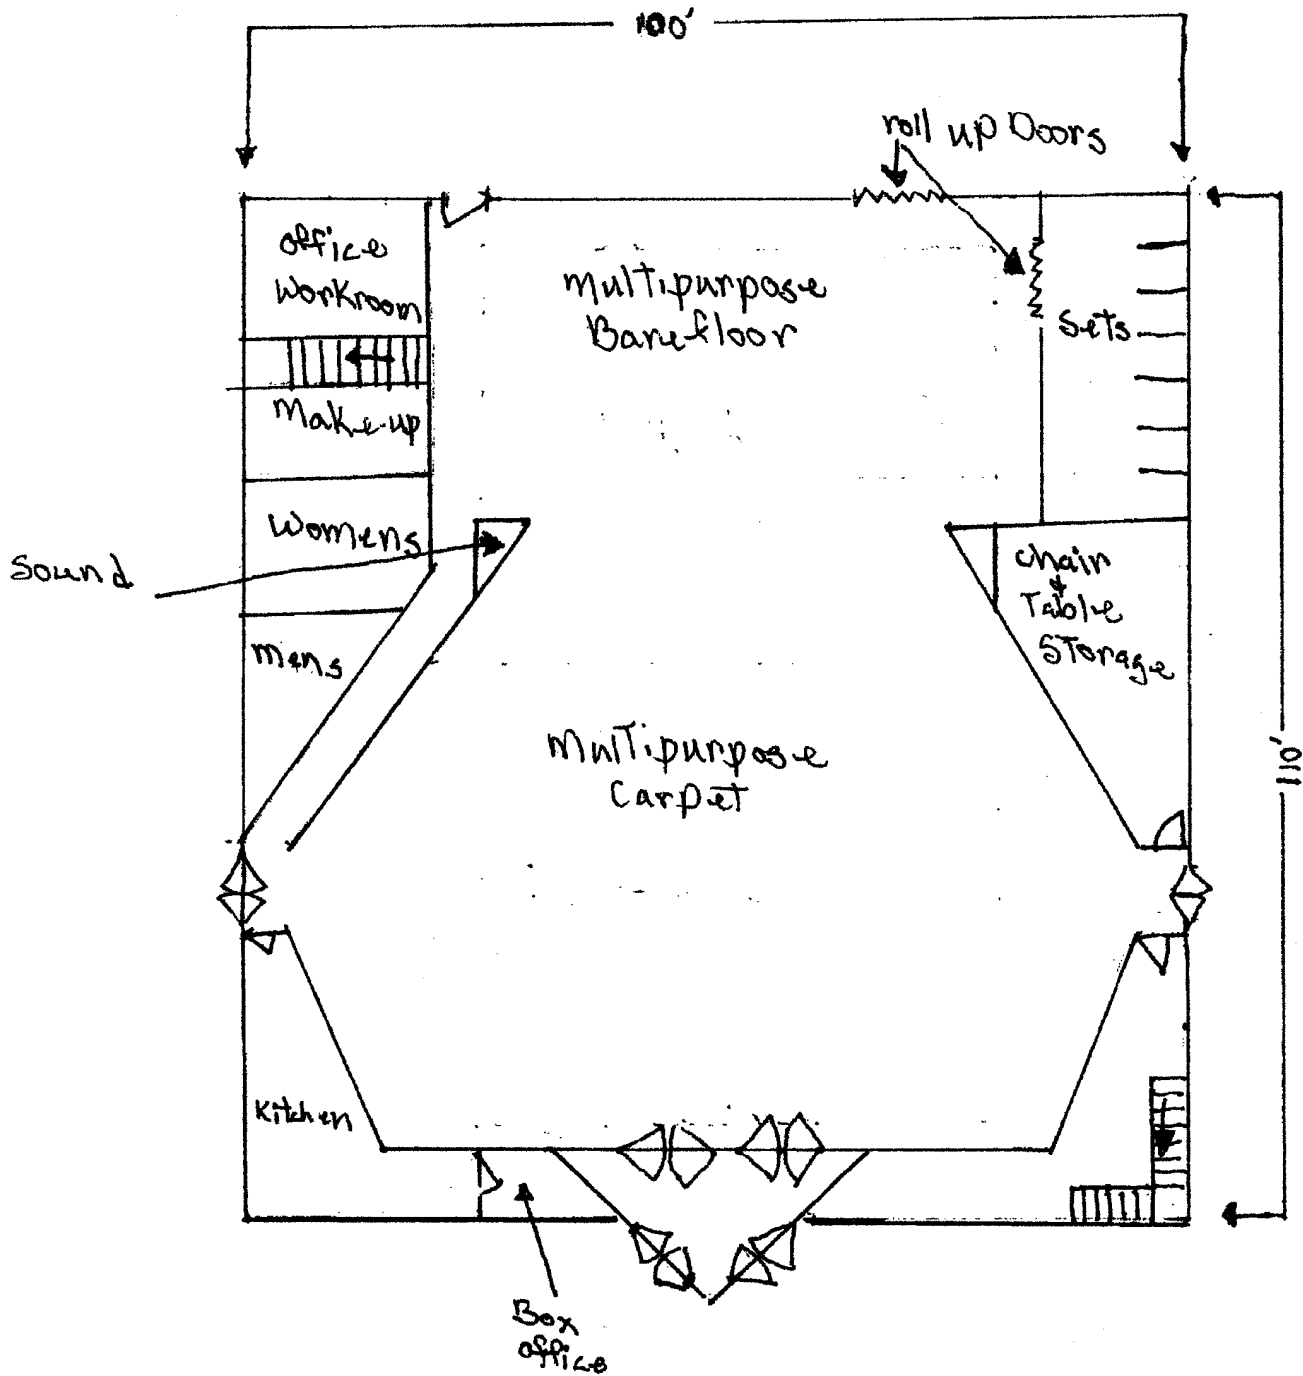 100'
roll up Doors
office
workroom
Multipurpose
Barefloor
Sets
Make-up
Womens
Sound
Chair
+
Table
Storage
Mens
Multipurpose
Carpet
110'
Kitchen
Box
office